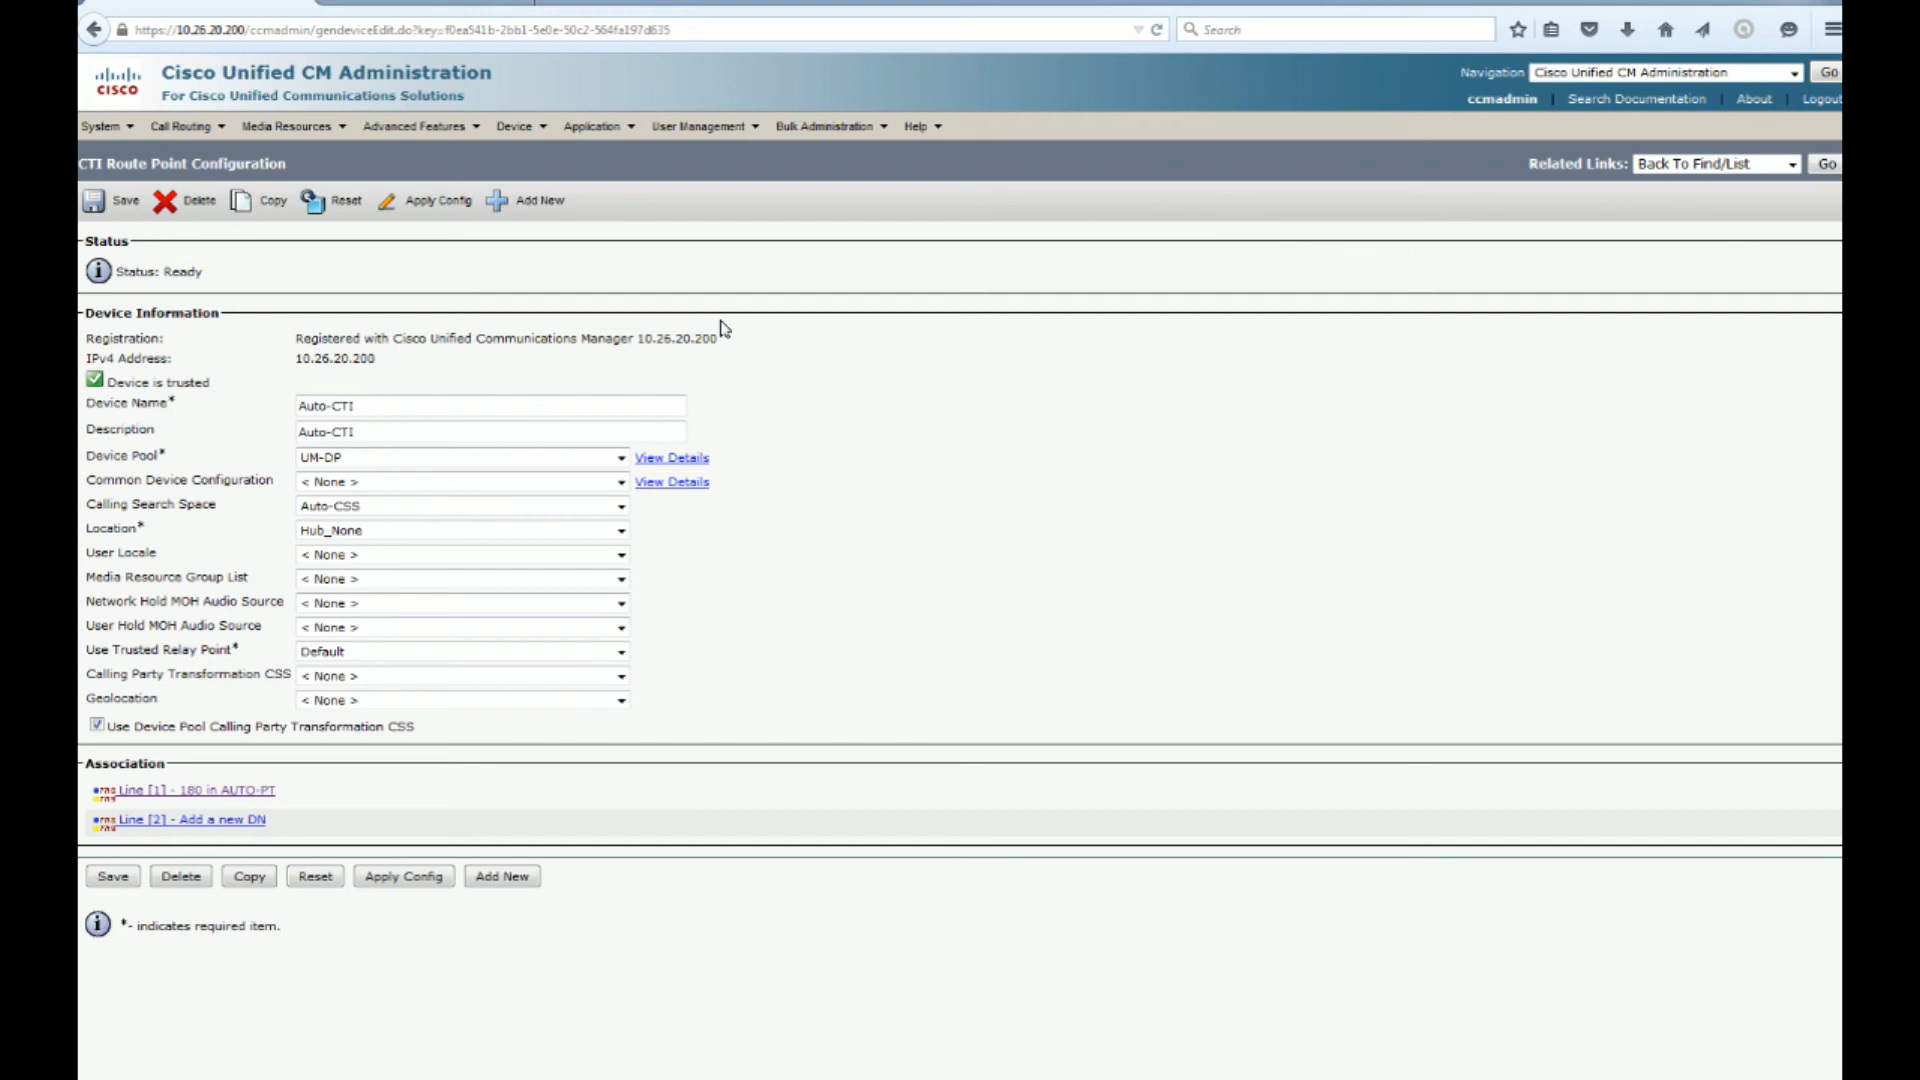 https://10.26.20.200/ccmadmin/gendeviceEdit.do?key=f0ea541b-2bb1-5e0e-50c2-564fa197d635
Search
CISCO
Cisco Unified CM Administration
For Cisco Unified Communications Solutions
Navigation Cisco Unified CM Administration Go
ccmadmin | Search Documentation | About | Logout
System Call Routing Media Resources Advanced Features Device Application User Management Bulk Administration Help
CTI Route Point Configuration
Related Links: Back To Find/List Go
Save Delete Copy Reset Apply Config Add New
Status
Status: Ready
Device Information
Registration: Registered with Cisco Unified Communications Manager 10.26.20.200
IPv4 Address: 10.26.20.200
Device is trusted
Device Name* Auto-CTI
Description Auto-CTI
Device Pool* UM-DP View Details
Common Device Configuration < None > View Details
Calling Search Space Auto-CSS
Location* Hub_None
User Locale < None >
Media Resource Group List < None >
Network Hold MOH Audio Source < None >
User Hold MOH Audio Source < None >
Use Trusted Relay Point* Default
Calling Party Transformation CSS < None >
Geolocation < None >
Use Device Pool Calling Party Transformation CSS
Association
Line [1] - 180 in AUTO-PT
Line [2] - Add a new DN
Save Delete Copy Reset Apply Config Add New
*- indicates required item.